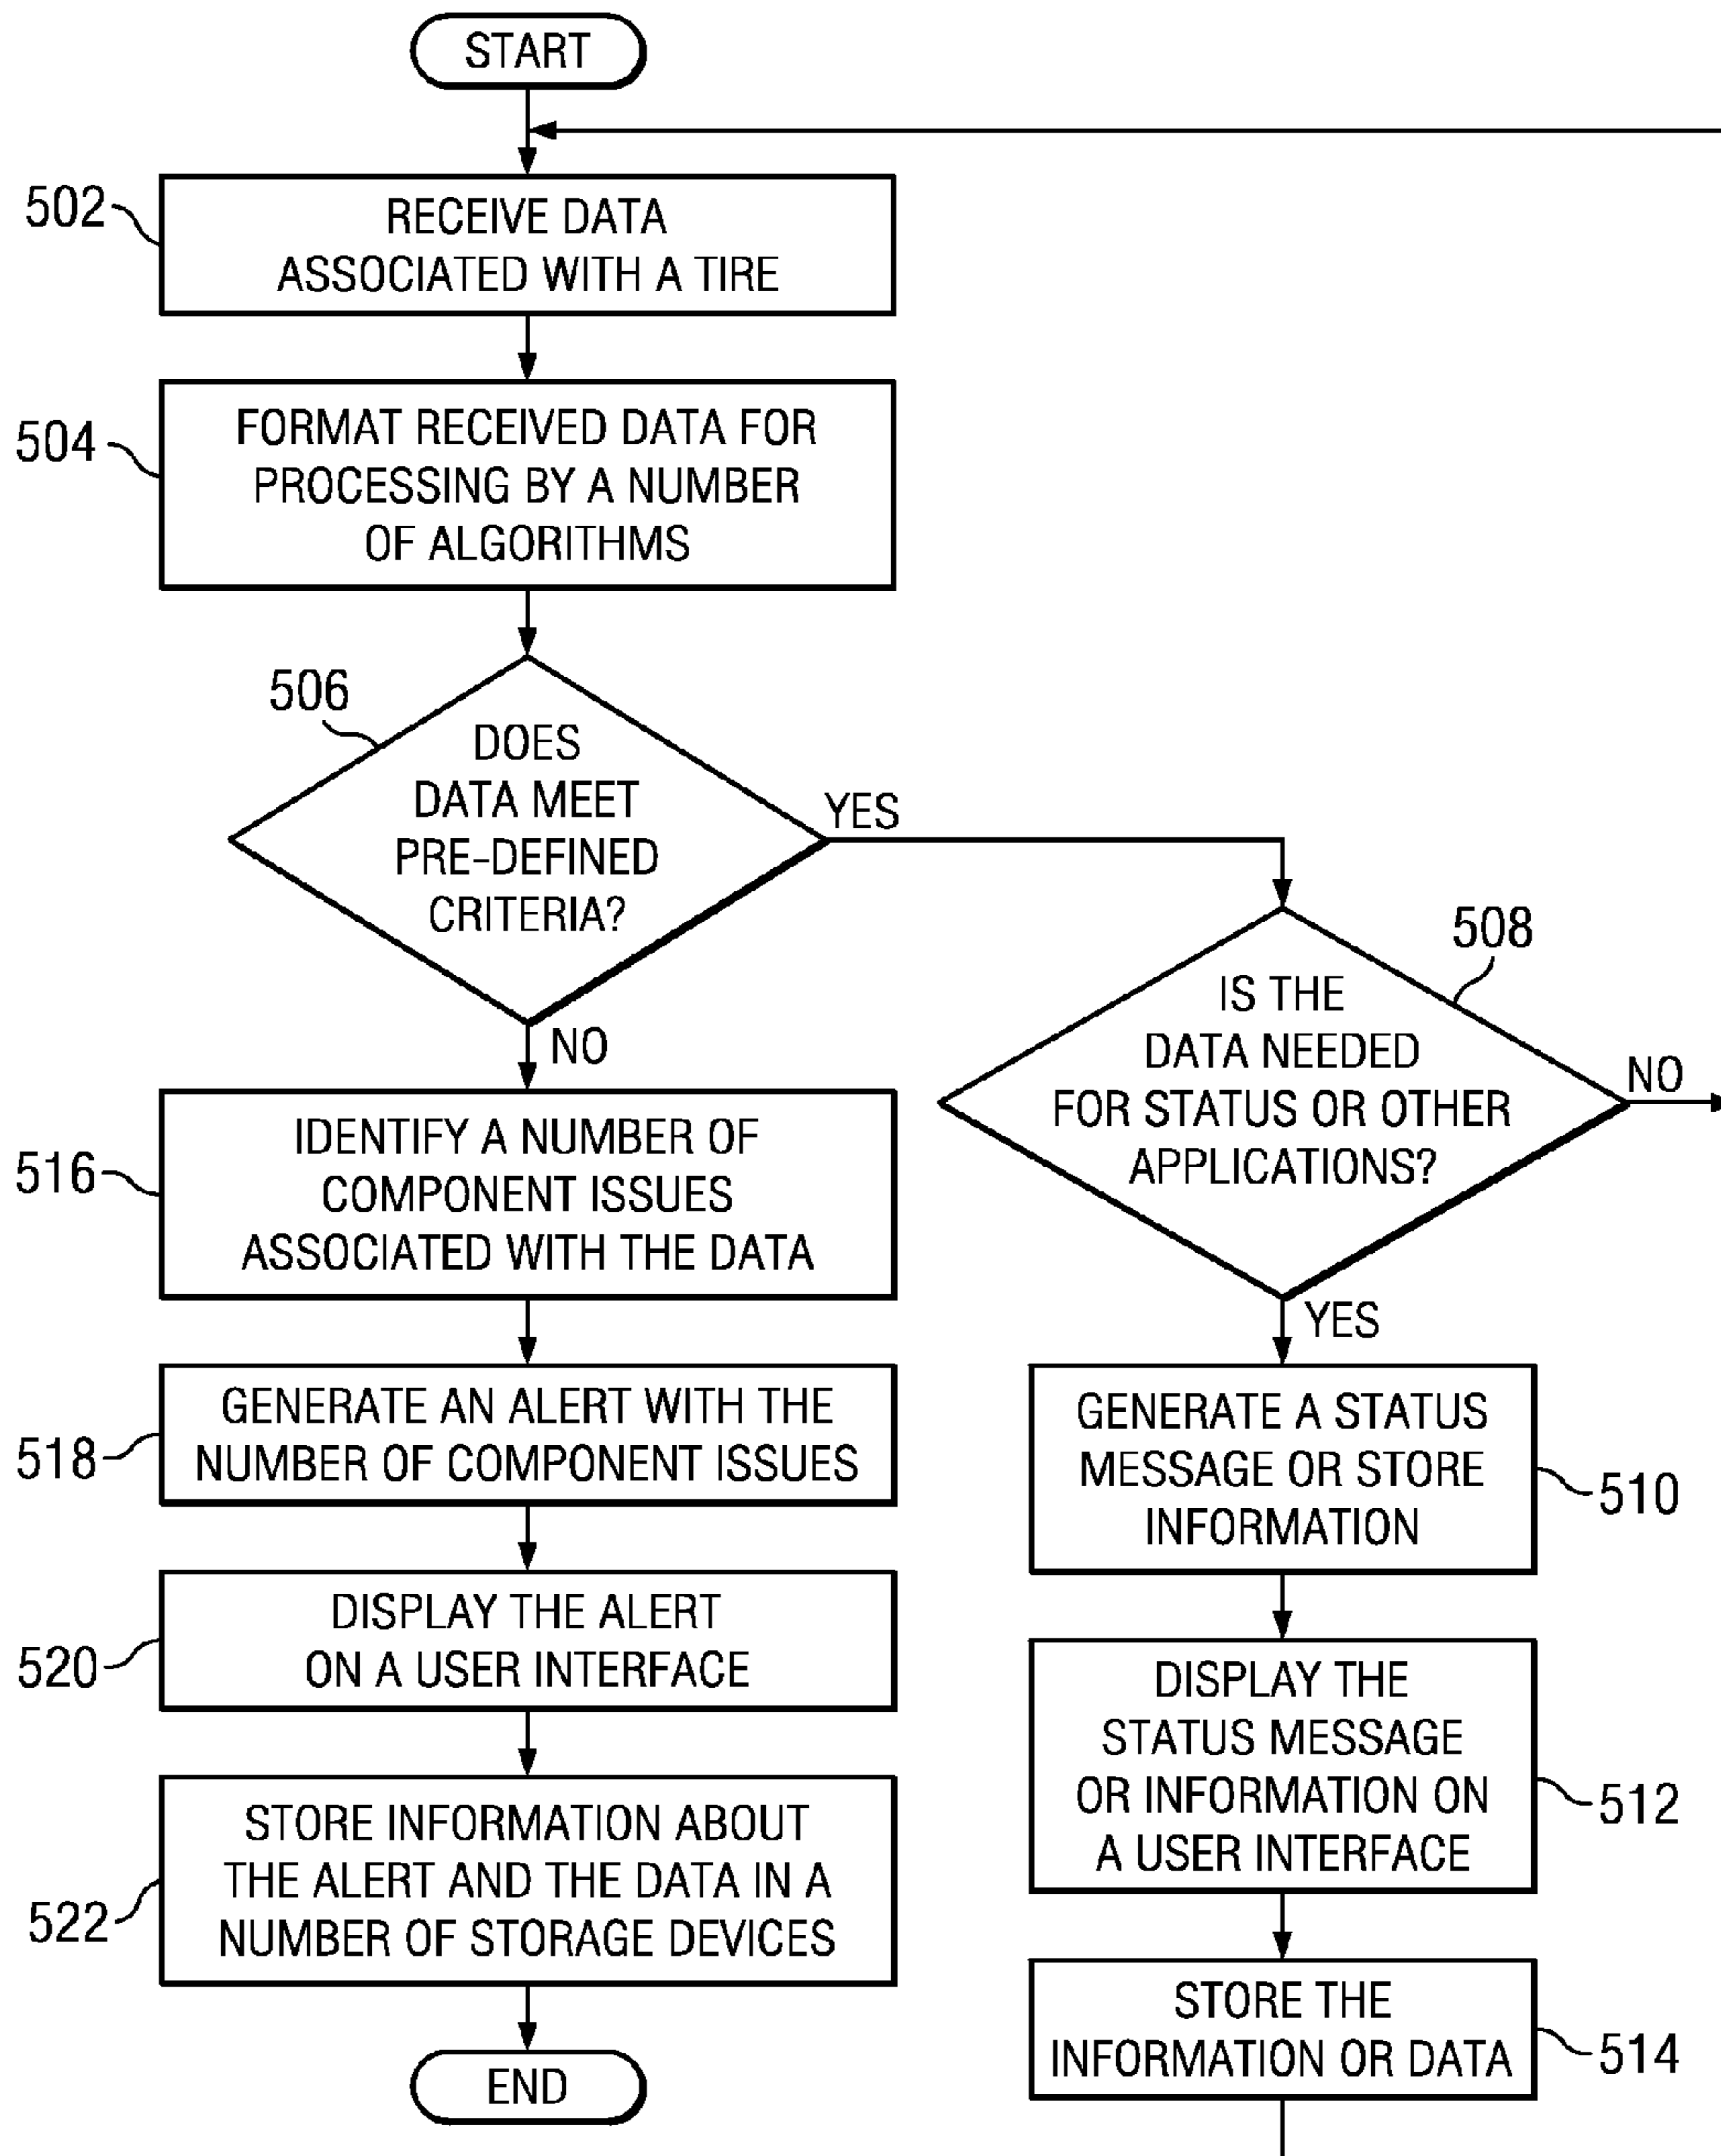 START
502
RECEIVE DATA
ASSOCIATED WITH A TIRE
504
FORMAT RECEIVED DATA FOR
PROCESSING BY A NUMBER
OF ALGORITHMS
506
DOES
DATA MEET
PRE-DEFINED
CRITERIA?
YES
NO
508
IS THE
DATA NEEDED
FOR STATUS OR OTHER
APPLICATIONS?
NO
YES
516
IDENTIFY A NUMBER OF
COMPONENT ISSUES
ASSOCIATED WITH THE DATA
518
GENERATE AN ALERT WITH THE
NUMBER OF COMPONENT ISSUES
520
DISPLAY THE ALERT
ON A USER INTERFACE
522
STORE INFORMATION ABOUT
THE ALERT AND THE DATA IN A
NUMBER OF STORAGE DEVICES
END
GENERATE A STATUS
MESSAGE OR STORE
INFORMATION
510
DISPLAY THE
STATUS MESSAGE
OR INFORMATION ON
A USER INTERFACE
512
STORE THE
INFORMATION OR DATA
514